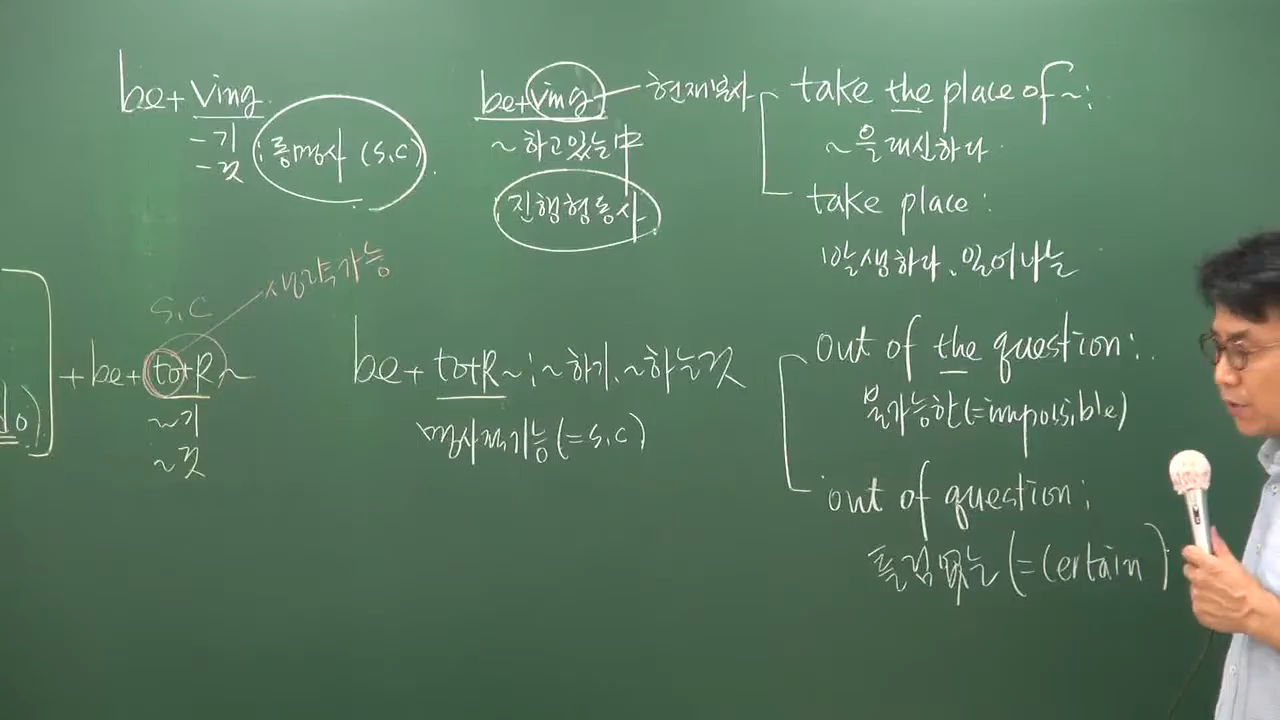 be+ Ving
-기
-것
동명사 (S.C)
be+ving
현재분사
~하고있는中
진행형동사
take the place of ~:
~을 대신하다
take place:
발생하다, 일어나는
S.C
생략가능
+be+ to+R~
~기
~것
be+ to+R~ ; ~하기, ~하는것
명사적기능(=S.C)
out of the question:
불가능한(=impossible)
out of question:
틀림없는 (=certain)